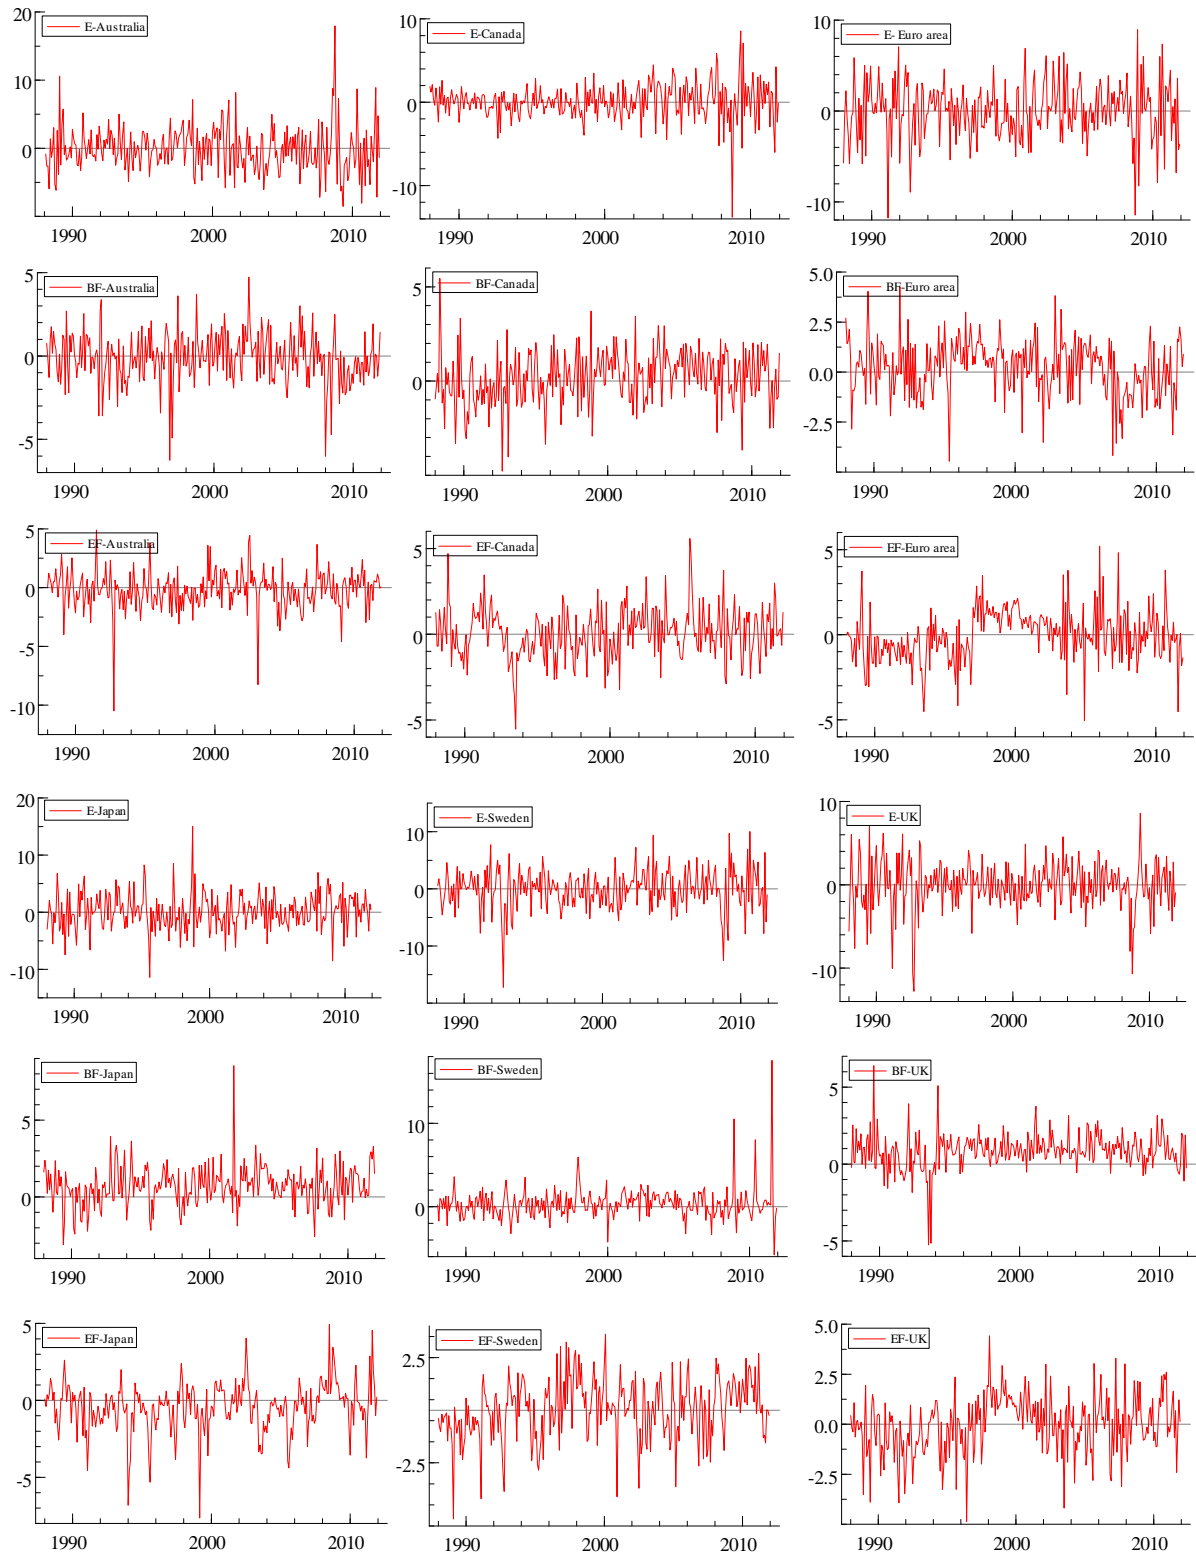 E-Australia
20
10
0
1990 2000 2010
E-Canada
10
0
-10
1990 2000 2010
E- Euro area
10
0
-10
1990 2000 2010
BF-Australia
5
0
-5
1990 2000 2010
BF-Canada
5
0
1990 2000 2010
BF-Euro area
5.0
2.5
0.0
-2.5
1990 2000 2010
EF-Australia
5
0
-5
-10
1990 2000 2010
EF-Canada
5
0
-5
1990 2000 2010
EF-Euro area
5
0
-5
1990 2000 2010
E-Japan
20
10
0
-10
1990 2000 2010
E-Sweden
10
0
-10
1990 2000 2010
E-UK
10
0
-10
1990 2000 2010
BF-Japan
5
0
1990 2000 2010
BF-Sweden
10
0
1990 2000 2010
BF-UK
5
0
-5
1990 2000 2010
EF-Japan
5
0
-5
1990 2000 2010
EF-Sweden
2.5
-2.5
1990 2000 2010
EF-UK
5.0
2.5
0.0
-2.5
1990 2000 2010